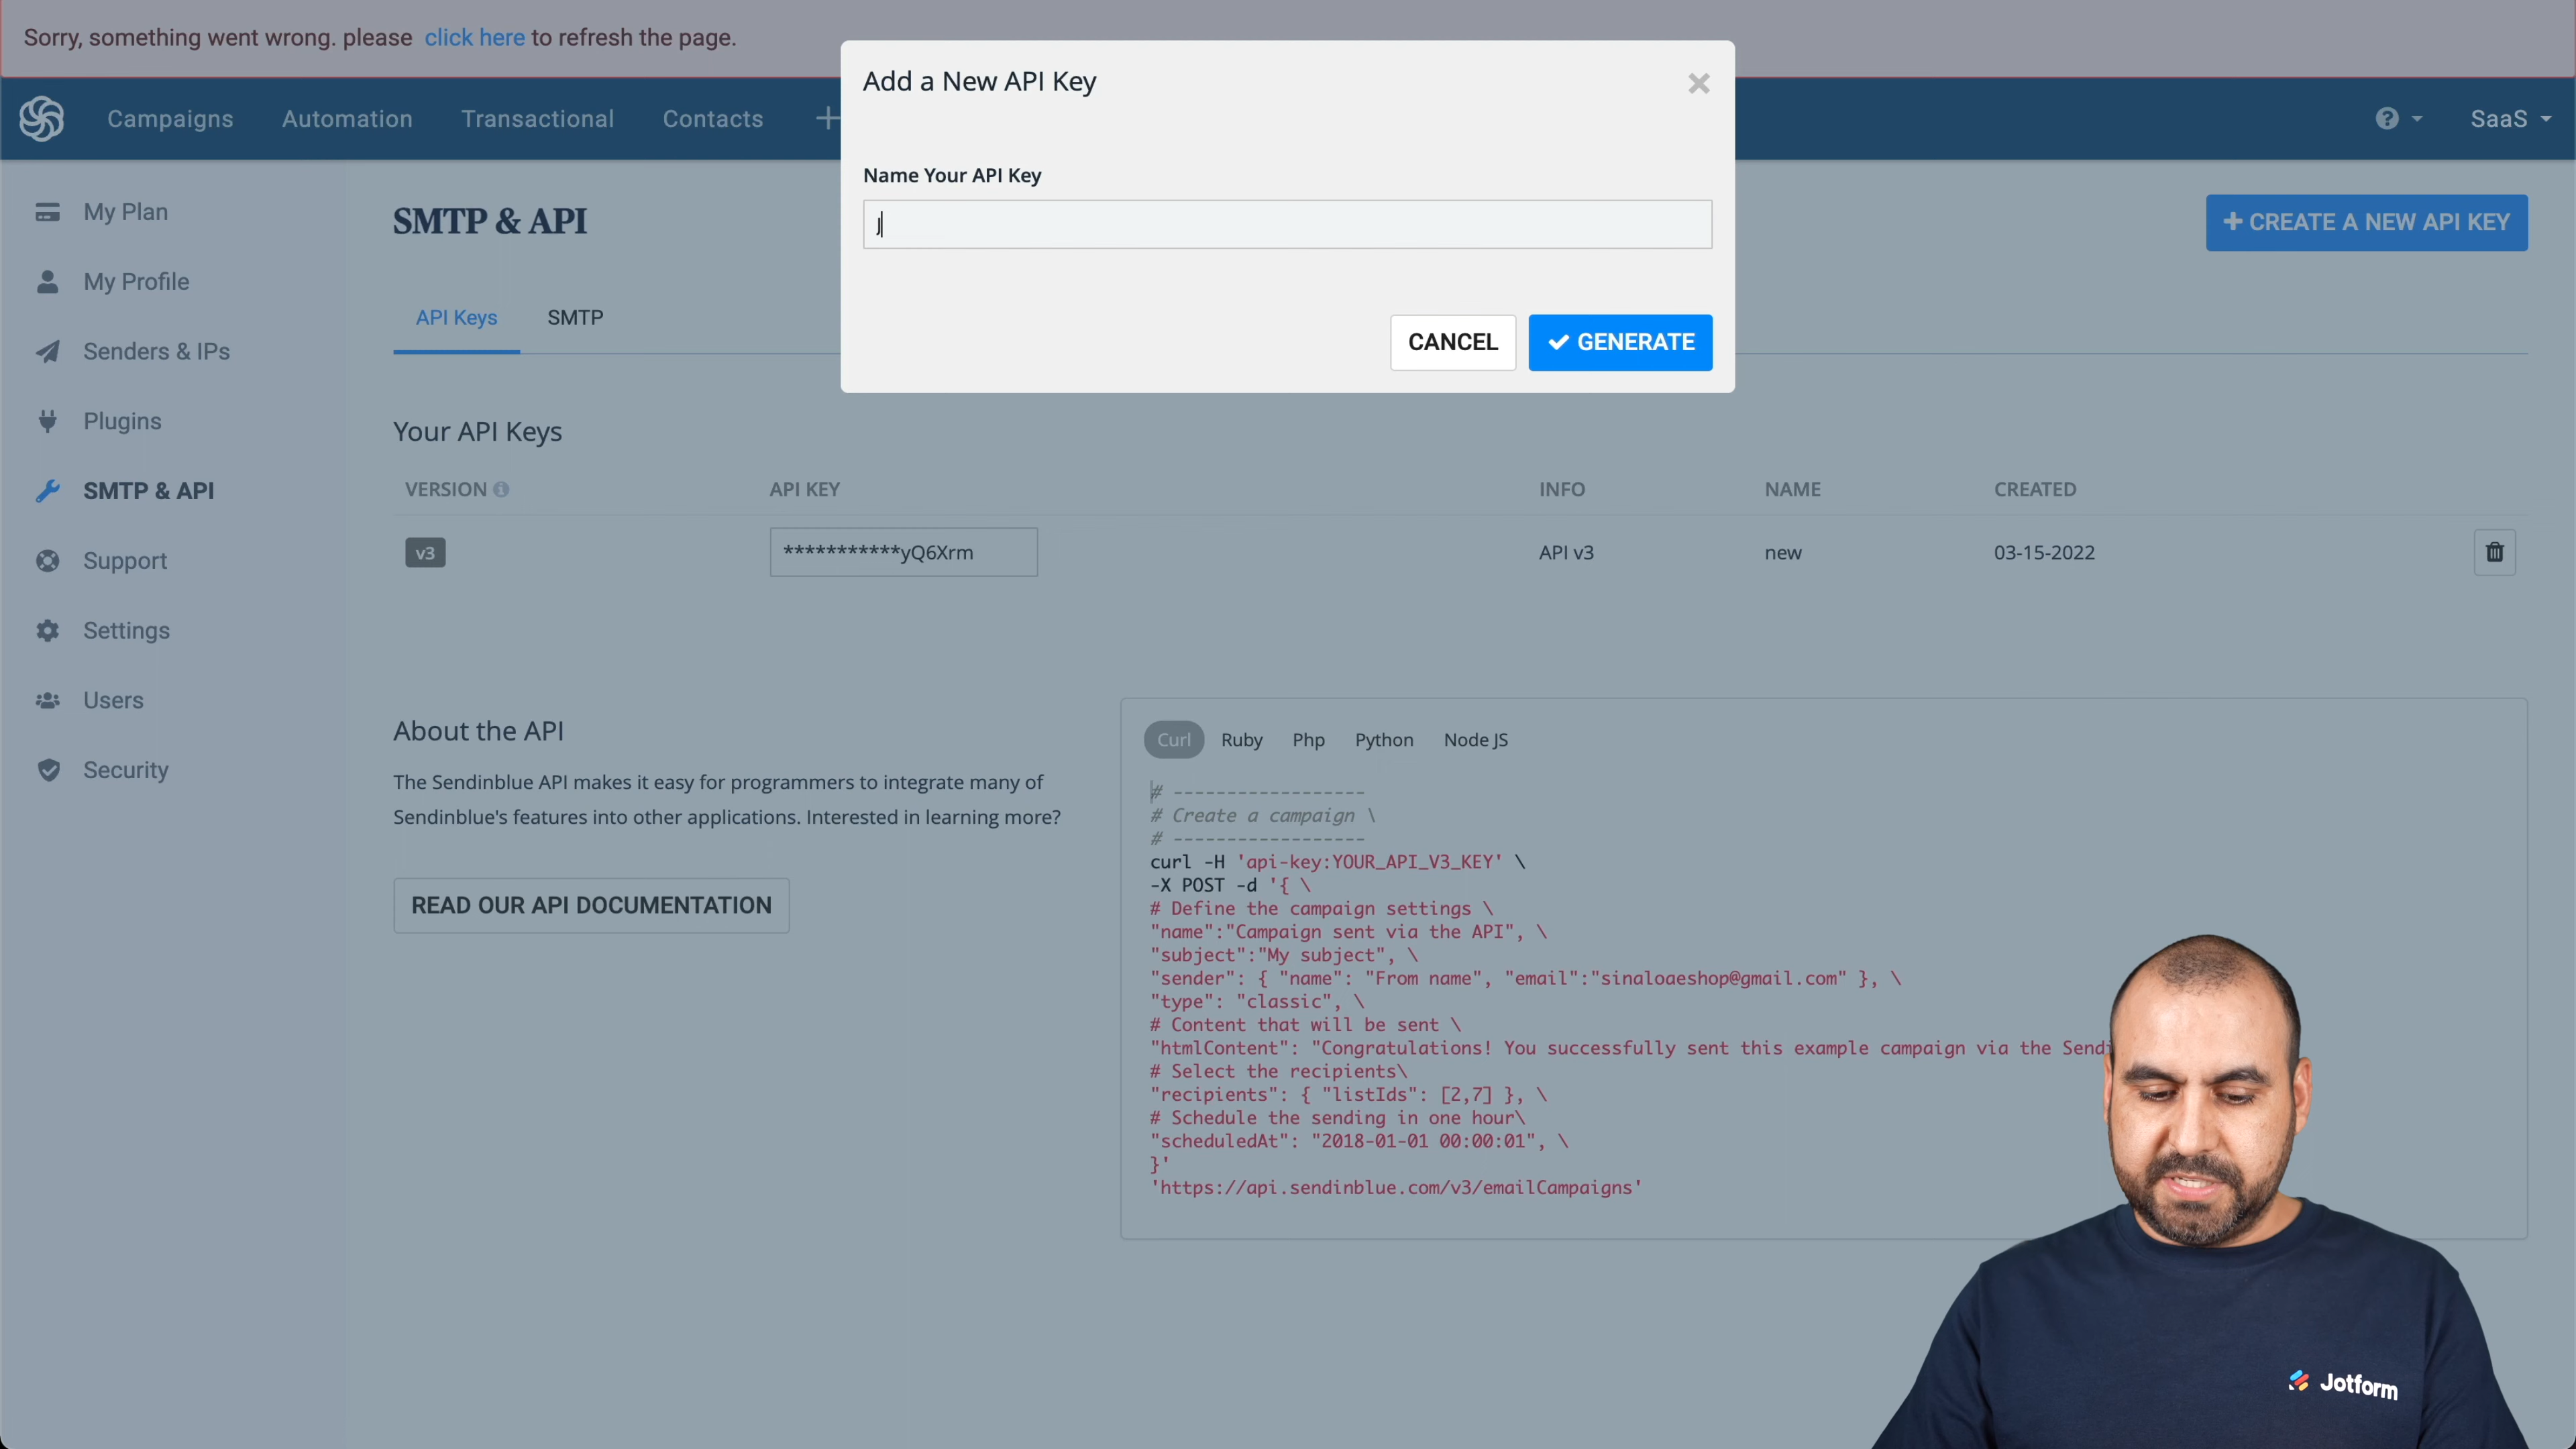 Sorry, something went wrong. please click here to refresh the page.
Add a New API Key
Campaigns Automation Transactional Contacts
SaaS
Name Your API Key
J
CANCEL GENERATE
My Plan
My Profile
Senders & IPs
Plugins
SMTP & API
Support
Settings
Users
Security
SMTP & API
+ CREATE A NEW API KEY
API Keys SMTP
Your API Keys
VERSION API KEY INFO NAME CREATED
v3 ***********yQ6Xrm API v3 new 03-15-2022
About the API
The Sendinblue API makes it easy for programmers to integrate many of
Sendinblue's features into other applications. Interested in learning more?
READ OUR API DOCUMENTATION
Curl Ruby Php Python Node JS
# ------------------
# Create a campaign \
# ------------------
curl -H 'api-key:YOUR_API_V3_KEY' \
-X POST -d '{ \
# Define the campaign settings \
"name":"Campaign sent via the API", \
"subject":"My subject", \
"sender": { "name": "From name", "email":"sinaloaeshop@gmail.com" }, \
"type": "classic", \
# Content that will be sent \
"htmlContent": "Congratulations! You successfully sent this example campaign via the Sendi
# Select the recipients\
"recipients": { "listIds": [2,7] }, \
# Schedule the sending in one hour\
"scheduledAt": "2018-01-01 00:00:01", \
}'
'https://api.sendinblue.com/v3/emailCampaigns'
Jotform